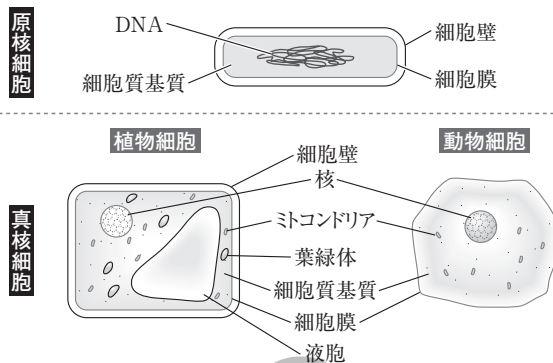 原核細胞
DNA
細胞壁
細胞質基質
細胞膜
植物細胞
動物細胞
真核細胞
細胞壁
核
ミトコンドリア
葉緑体
細胞質基質
細胞膜
液胞